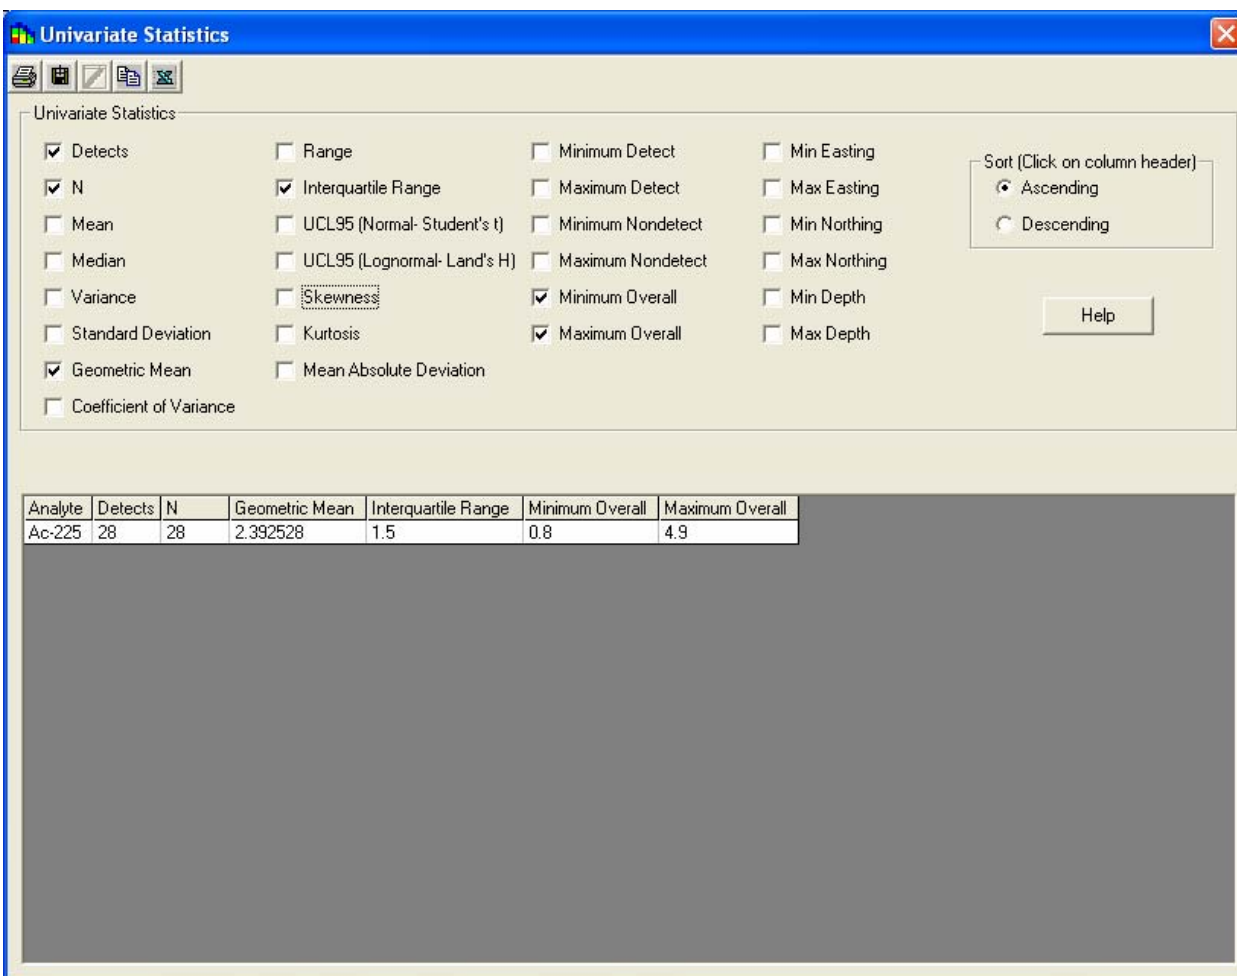 Univariate Statistics
Univariate Statistics
Detects Range Minimum Detect Min Easting Sort (Click on column header)
N Interquartile Range Maximum Detect Max Easting Ascending
Mean UCL95 (Normal- Student's t) Minimum Nondetect Min Northing Descending
Median UCL95 (Lognormal- Land's H) Maximum Nondetect Max Northing
Variance Skewness Minimum Overall Min Depth Help
Standard Deviation Kurtosis Maximum Overall Max Depth
Geometric Mean Mean Absolute Deviation
Coefficient of Variance
Analyte Detects N Geometric Mean Interquartile Range Minimum Overall Maximum Overall
Ac-225 28 28 2.392528 1.5 0.8 4.9